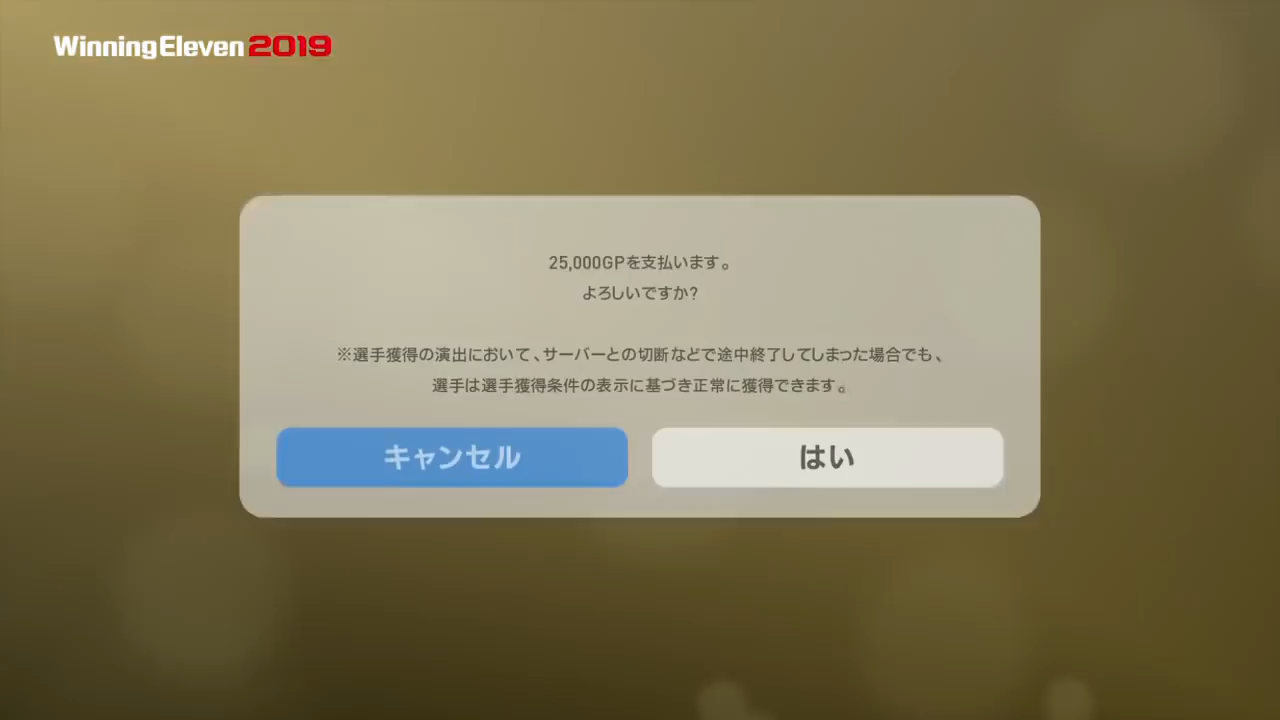 WinningEleven 2019
25,000GPを支払います。
よろしいですか?
※選手獲得の演出において、サーバーとの切断などで途中終了してしまった場合でも、
選手は選手獲得条件の表示に基づき正常に獲得できます。
キャンセル
はい